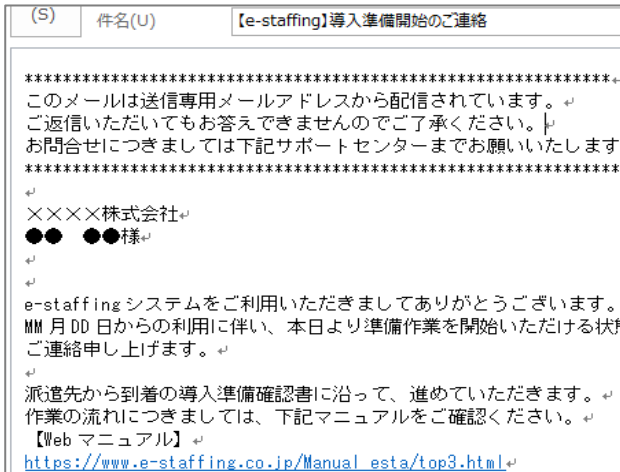 (S)
件名(U)
【e-staffing】導入準備開始のご連絡
*************************************************************
このメールは送信専用メールアドレスから配信されています。
ご返信いただいてもお答えできませんのでご了承ください。
お問合せにつきましては下記サポートセンターまでお願いいたします
*************************************************************
××××株式会社
●● ●●様
e-staffingシステムをご利用いただきましてありがとうございます。
MM月DD日からの利用に伴い、本日より準備作業を開始いただける状
ご連絡申し上げます。
派遣先から到着の導入準備確認書に沿って、進めていただきます。
作業の流れにつきましては、下記マニュアルをご確認ください。
【Webマニュアル】
https://www.e-staffing.co.jp/Manual_esta/top3.html